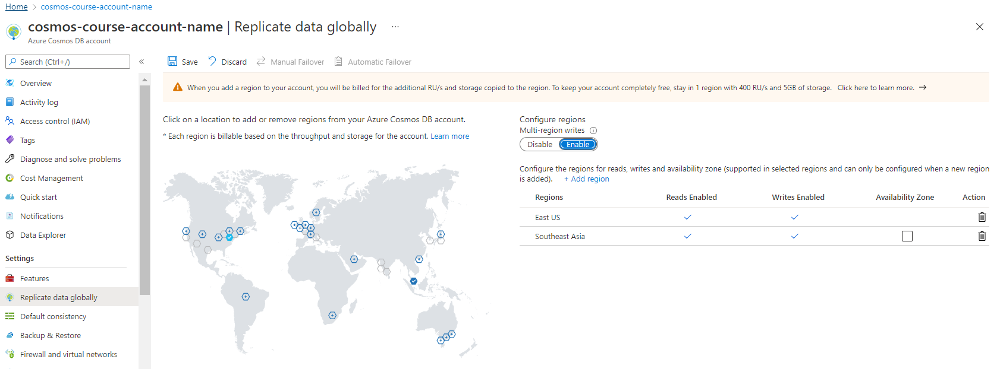 Home > cosmos-course-account-name
cosmos-course-account-name | Replicate data globally ...
Azure Cosmos DB account
Search (Ctrl+/) «
Overview
Activity log
Access control (IAM)
Tags
Diagnose and solve problems
Cost Management
Quick start
Notifications
Data Explorer
Settings
Features
Replicate data globally
Default consistency
Backup & Restore
Firewall and virtual networks
Save Discard Manual Failover Automatic Failover
When you add a region to your account, you will be billed for the additional RU/s and storage copied to the region. To keep your account completely free, stay in 1 region with 400 RU/s and 5GB of storage. Click here to learn more. →
Click on a location to add or remove regions from your Azure Cosmos DB account.
* Each region is billable based on the throughput and storage for the account. Learn more
Configure regions
Multi-region writes
Disable Enable
Configure the regions for reads, writes and availability zone (supported in selected regions and can only be configured when a new region
is added). + Add region
Regions Reads Enabled Writes Enabled Availability Zone Action
East US
Southeast Asia